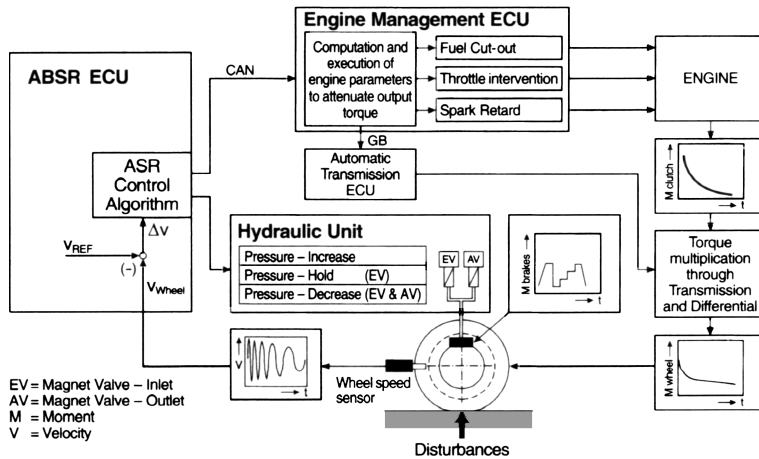 Engine Management ECU
ABSR ECU
CAN
Computation and
execution of
engine parameters
to attenuate output
torque
Fuel Cut-out
Throttle intervention
Spark Retard
ENGINE
GB
Automatic
Transmission
ECU
ASR
Control
Algorithm
ΔV
VREF
(-)
VWheel
Hydraulic Unit
Pressure – Increase
Pressure – Hold (EV)
Pressure – Decrease (EV & AV)
EV AV
M brakes
t
M clutch
t
Torque
multiplication
through
Transmission
and Differential
V
t
Wheel speed
sensor
M wheel
t
EV = Magnet Valve – Inlet
AV = Magnet Valve – Outlet
M = Moment
V = Velocity
Disturbances